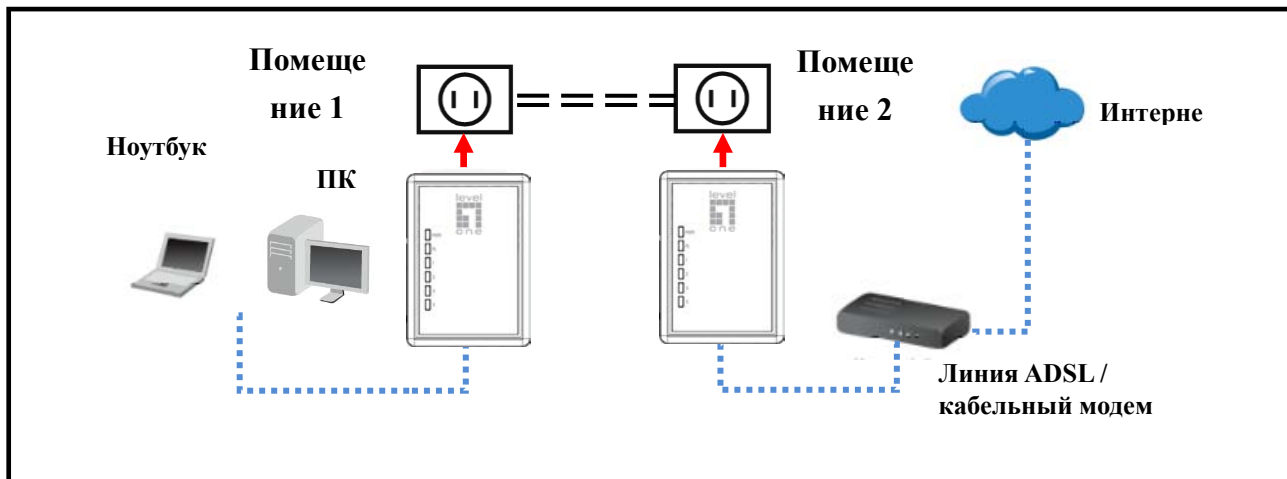 Помеще
ние 1
Помеще
ние 2
Интерне
Ноутбук
ПК
level
one
level
one
Линия ADSL /
кабельный модем